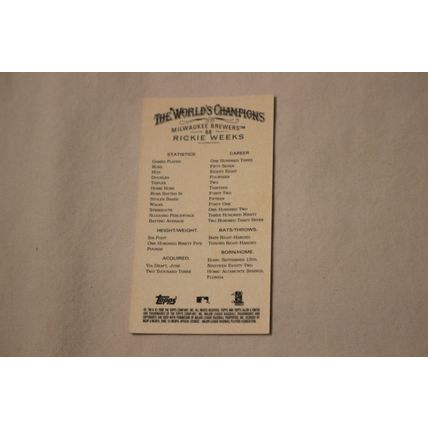 THE WORLD'S CHAMPIONS
MILWAUKEE BREWERS™
68
RICKIE WEEKS
STATISTICS
CAREER
GAMES PLAYED
ONE HUNDRED THREE
RUNS
FIFTY SEVEN
HITS
EIGHTY EIGHT
DOUBLES
FOURTEEN
TRIPLES
TWO
HOME RUNS
THIRTEEN
RUNS BATTED IN
FORTY TWO
STOLEN BASES
FIFTEEN
WALKS
FORTY ONE
STRIKEOUTS
ONE HUNDRED TWO
SLUGGING PERCENTAGE
THREE HUNDRED NINETY
BATTING AVERAGE
TWO HUNDRED THIRTY SEVEN
HEIGHT/WEIGHT.
SIX FOOT
ONE HUNDRED NINETY FIVE
POUNDS
ACQUIRED.
VIA DRAFT, JUNE
TWO THOUSAND THREE
BATS/THROWS.
BATS RIGHT-HANDED
THROWS RIGHT-HANDED
BORN/HOME.
BORN: SEPTEMBER 13TH,
NINETEEN EIGHTY TWO
HOME: ALTAMONTE SPRINGS,
FLORIDA
Topps